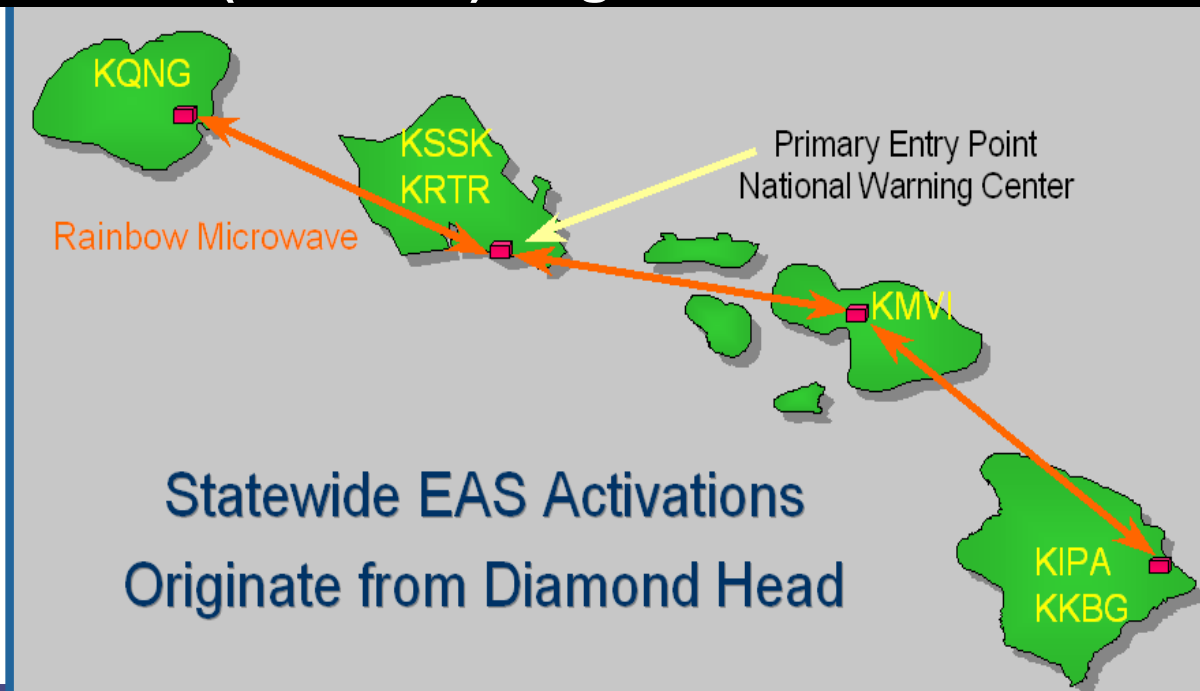 KQNG
KSSK
KRTR
Primary Entry Point
National Warning Center
Rainbow Microwave
KMVI
Statewide EAS Activations
Originate from Diamond Head
KIPA
KKBG